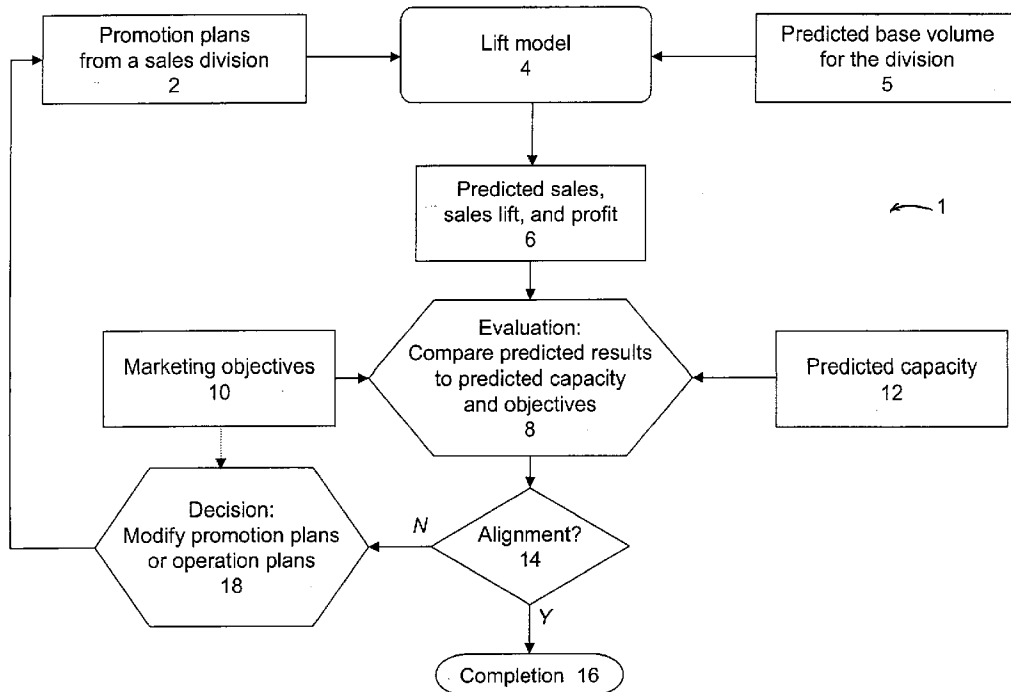 Promotion plans
from a sales division
2
Lift model
4
Predicted base volume
for the division
5
Predicted sales,
sales lift, and profit
6
1
Marketing objectives
10
Evaluation:
Compare predicted results
to predicted capacity
and objectives
8
Predicted capacity
12
Decision:
Modify promotion plans
or operation plans
18
N
Alignment?
14
Y
Completion 16